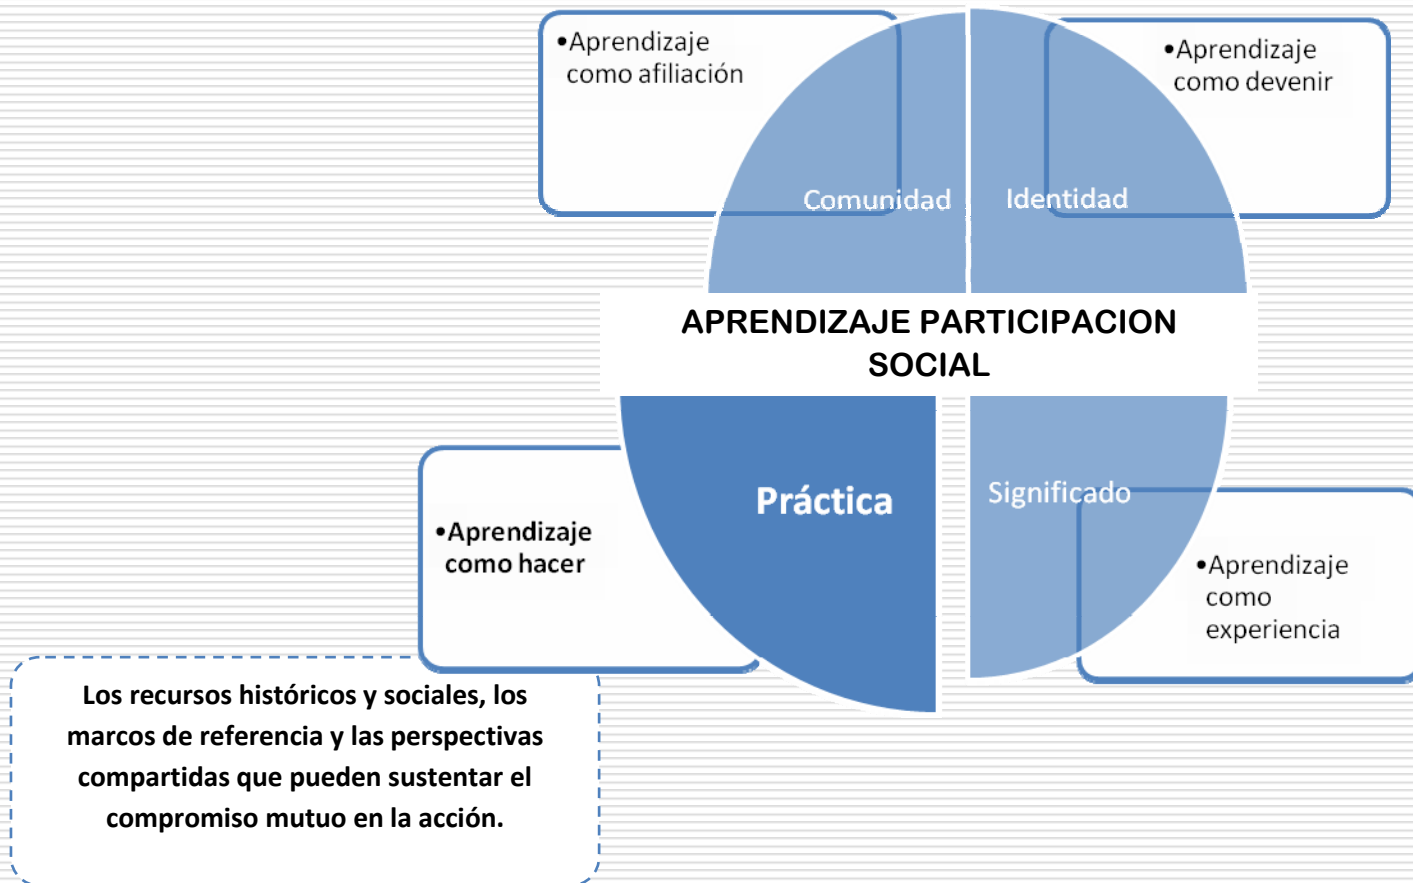 •Aprendizaje
como afiliación
•Aprendizaje
como devenir
Comunidad
Identidad
APRENDIZAJE PARTICIPACION
SOCIAL
Práctica
Significado
•Aprendizaje
como hacer
•Aprendizaje
como
experiencia
Los recursos históricos y sociales, los
marcos de referencia y las perspectivas
compartidas que pueden sustentar el
compromiso mutuo en la acción.